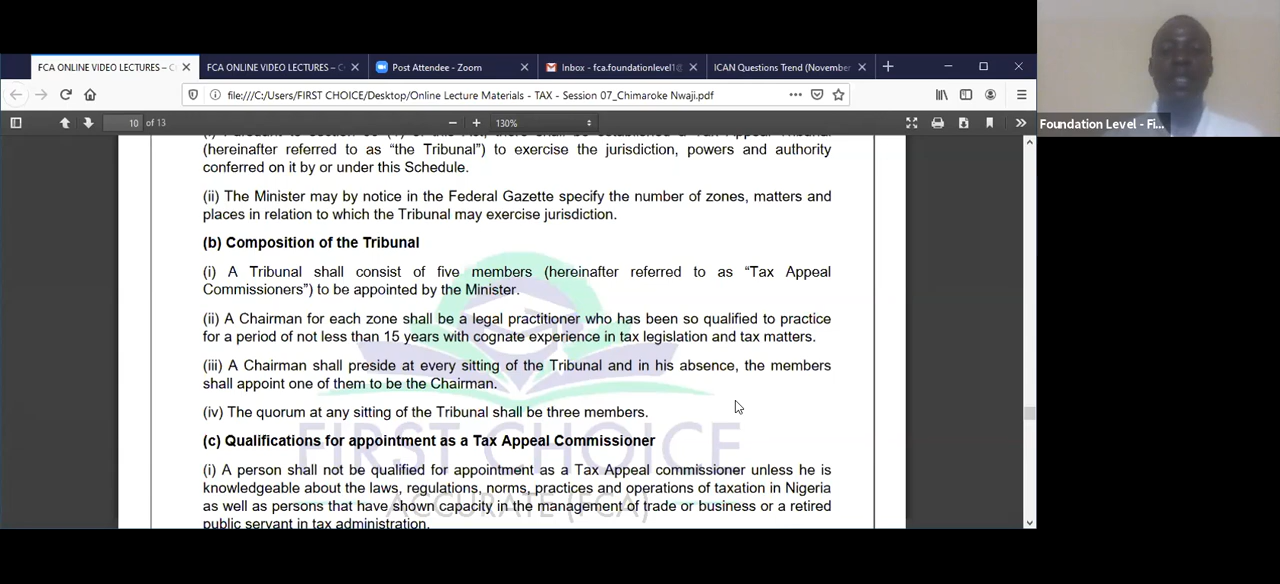 FCA ONLINE VIDEO LECTURES – C
FCA ONLINE VIDEO LECTURES – C
Post Attendee - Zoom
Inbox - fca.foundationlevel1@
ICAN Questions Trend (November
file:///C:/Users/FIRST CHOICE/Desktop/Online Lecture Materials - TAX - Session 07_Chimaroke Nwaji.pdf
10 of 13
130%
Foundation Level - Fi...
(hereinafter referred to as “the Tribunal”) to exercise the jurisdiction, powers and authority
conferred on it by or under this Schedule.
(ii) The Minister may by notice in the Federal Gazette specify the number of zones, matters and
places in relation to which the Tribunal may exercise jurisdiction.
(b) Composition of the Tribunal
(i) A Tribunal shall consist of five members (hereinafter referred to as “Tax Appeal
Commissioners”) to be appointed by the Minister.
(ii) A Chairman for each zone shall be a legal practitioner who has been so qualified to practice
for a period of not less than 15 years with cognate experience in tax legislation and tax matters.
(iii) A Chairman shall preside at every sitting of the Tribunal and in his absence, the members
shall appoint one of them to be the Chairman.
(iv) The quorum at any sitting of the Tribunal shall be three members.
(c) Qualifications for appointment as a Tax Appeal Commissioner
(i) A person shall not be qualified for appointment as a Tax Appeal commissioner unless he is
knowledgeable about the laws, regulations, norms, practices and operations of taxation in Nigeria
as well as persons that have shown capacity in the management of trade or business or a retired
public servant in tax administration.
FIRST CHOICE
ACCURATE (FCA)